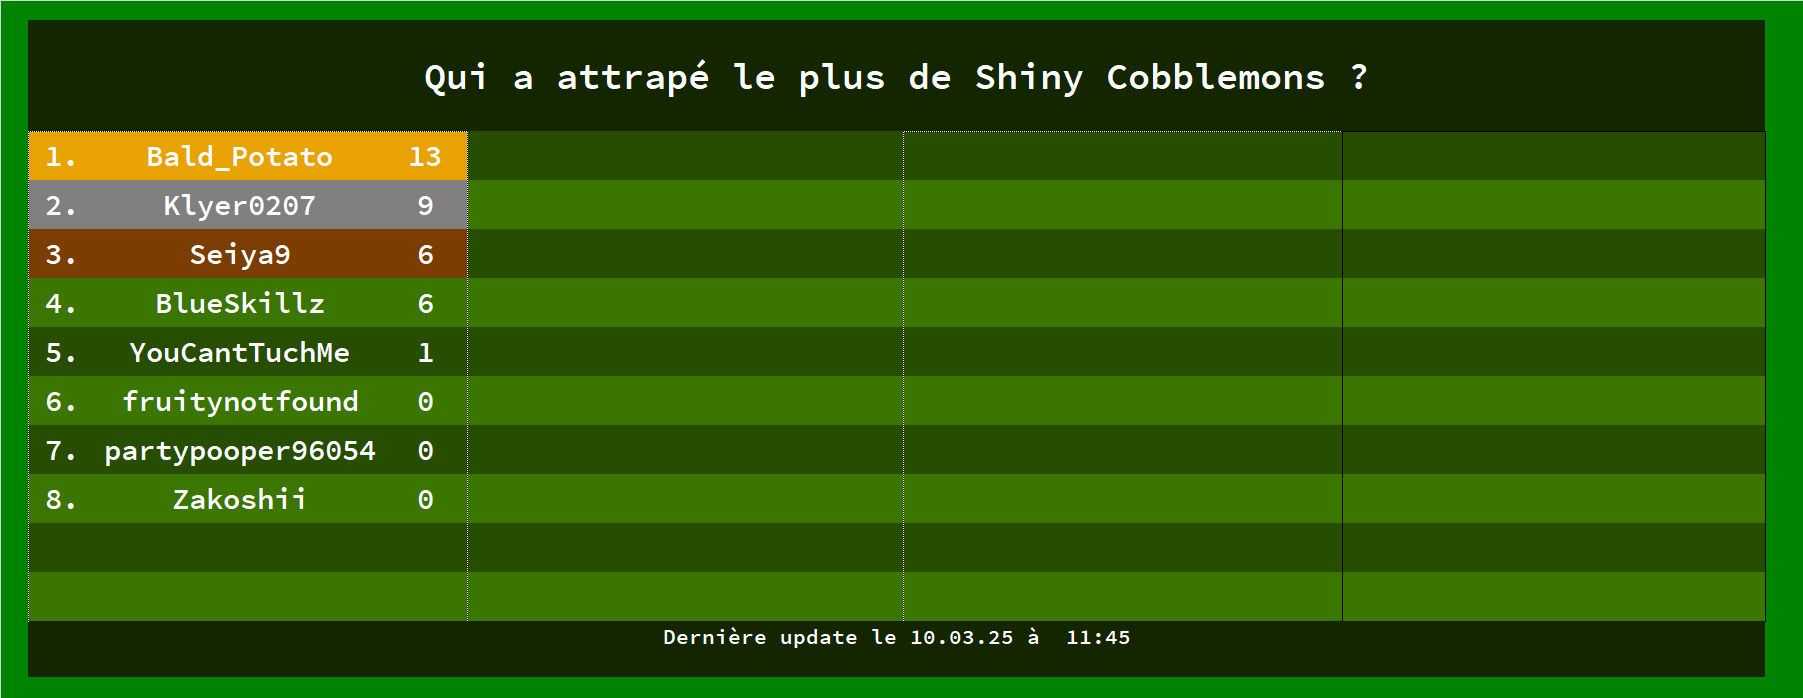 Qui a attrapé le plus de Shiny Cobblemons ?
1. Bald_Potato 13
2. Klyer0207 9
3. Seiya9 6
4. BlueSkillz 6
5. YouCantTuchMe 1
6. fruitynotfound 0
7. partypooper96054 0
8. Zakoshii 0
Dernière update le 10.03.25 à 11:45